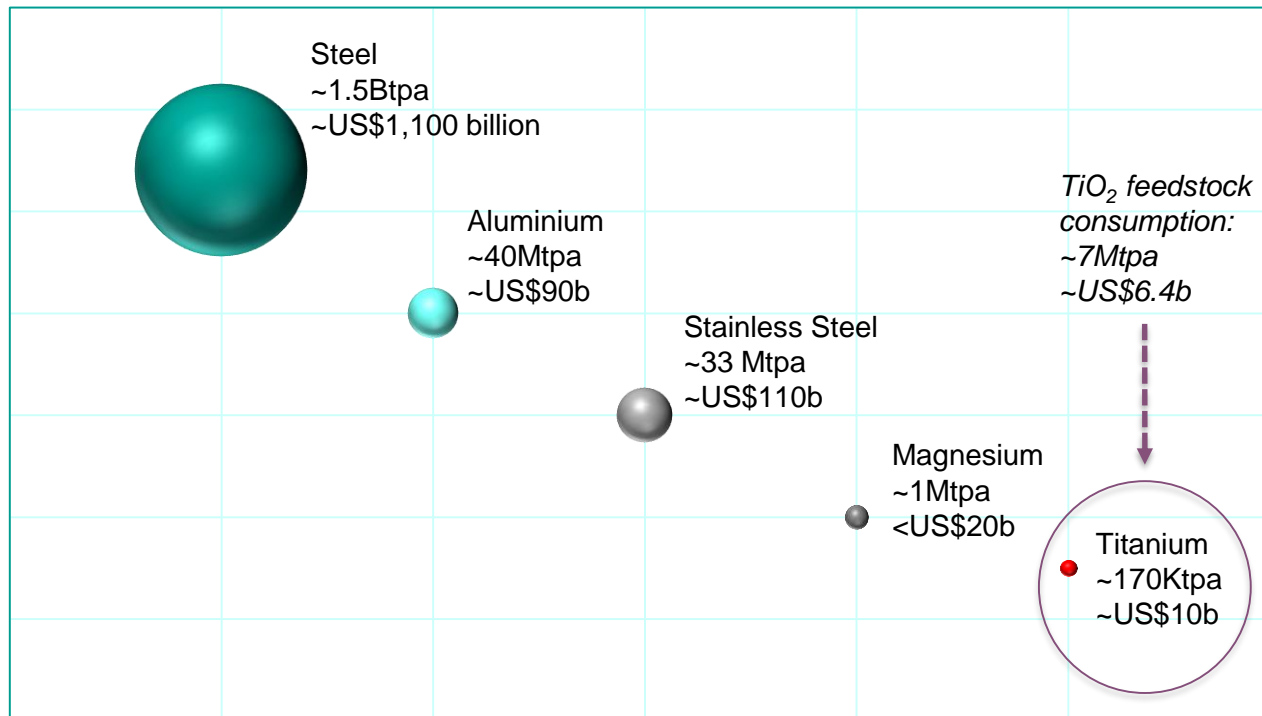 Steel
~1.5Btpa
~US$1,100 billion
Aluminium
~40Mtpa
~US$90b
Stainless Steel
~33 Mtpa
~US$110b
Magnesium
~1Mtpa
<US$20b
TiO₂ feedstock
consumption:
~7Mtpa
~US$6.4b
Titanium
~170Ktpa
~US$10b